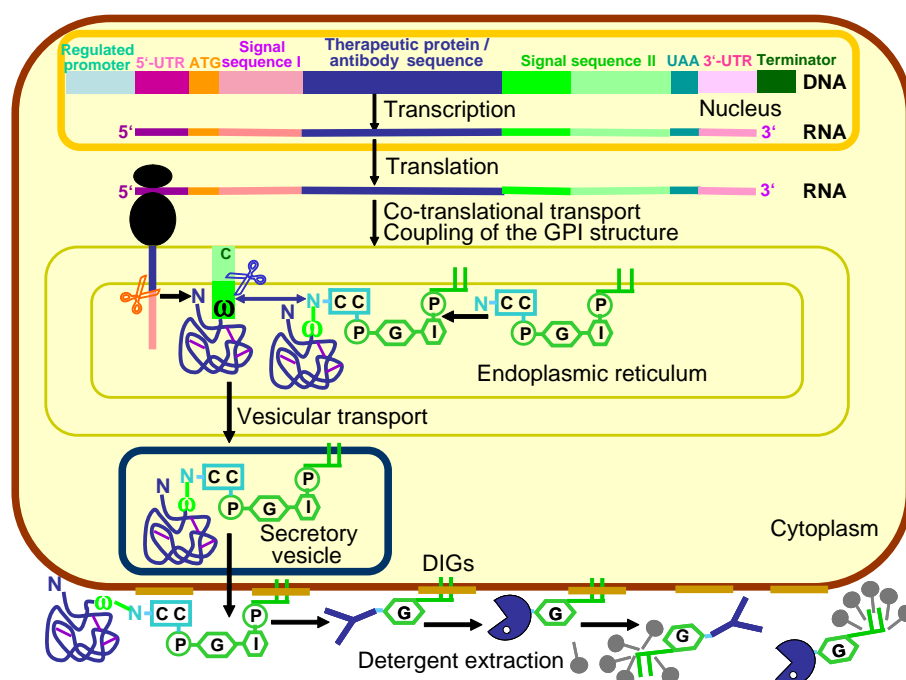 Regulated promoter
5‘-UTR
ATG
Signal sequence I
Therapeutic protein / antibody sequence
Signal sequence II
UAA
3‘-UTR
Terminator
DNA
Transcription
Nucleus
5‘
3‘
RNA
Translation
5‘
3‘
RNA
Co-translational transport
Coupling of the GPI structure
C
N
ω
N
C C
P
G
I
P
ω
N
N
C C
P
G
I
P
Endoplasmic reticulum
Vesicular transport
N
N
C C
P
ω
P
G
I
Secretory vesicle
Cytoplasm
DIGs
N
ω
N
C C
P
P
G
I
G
G
G
G
Detergent extraction